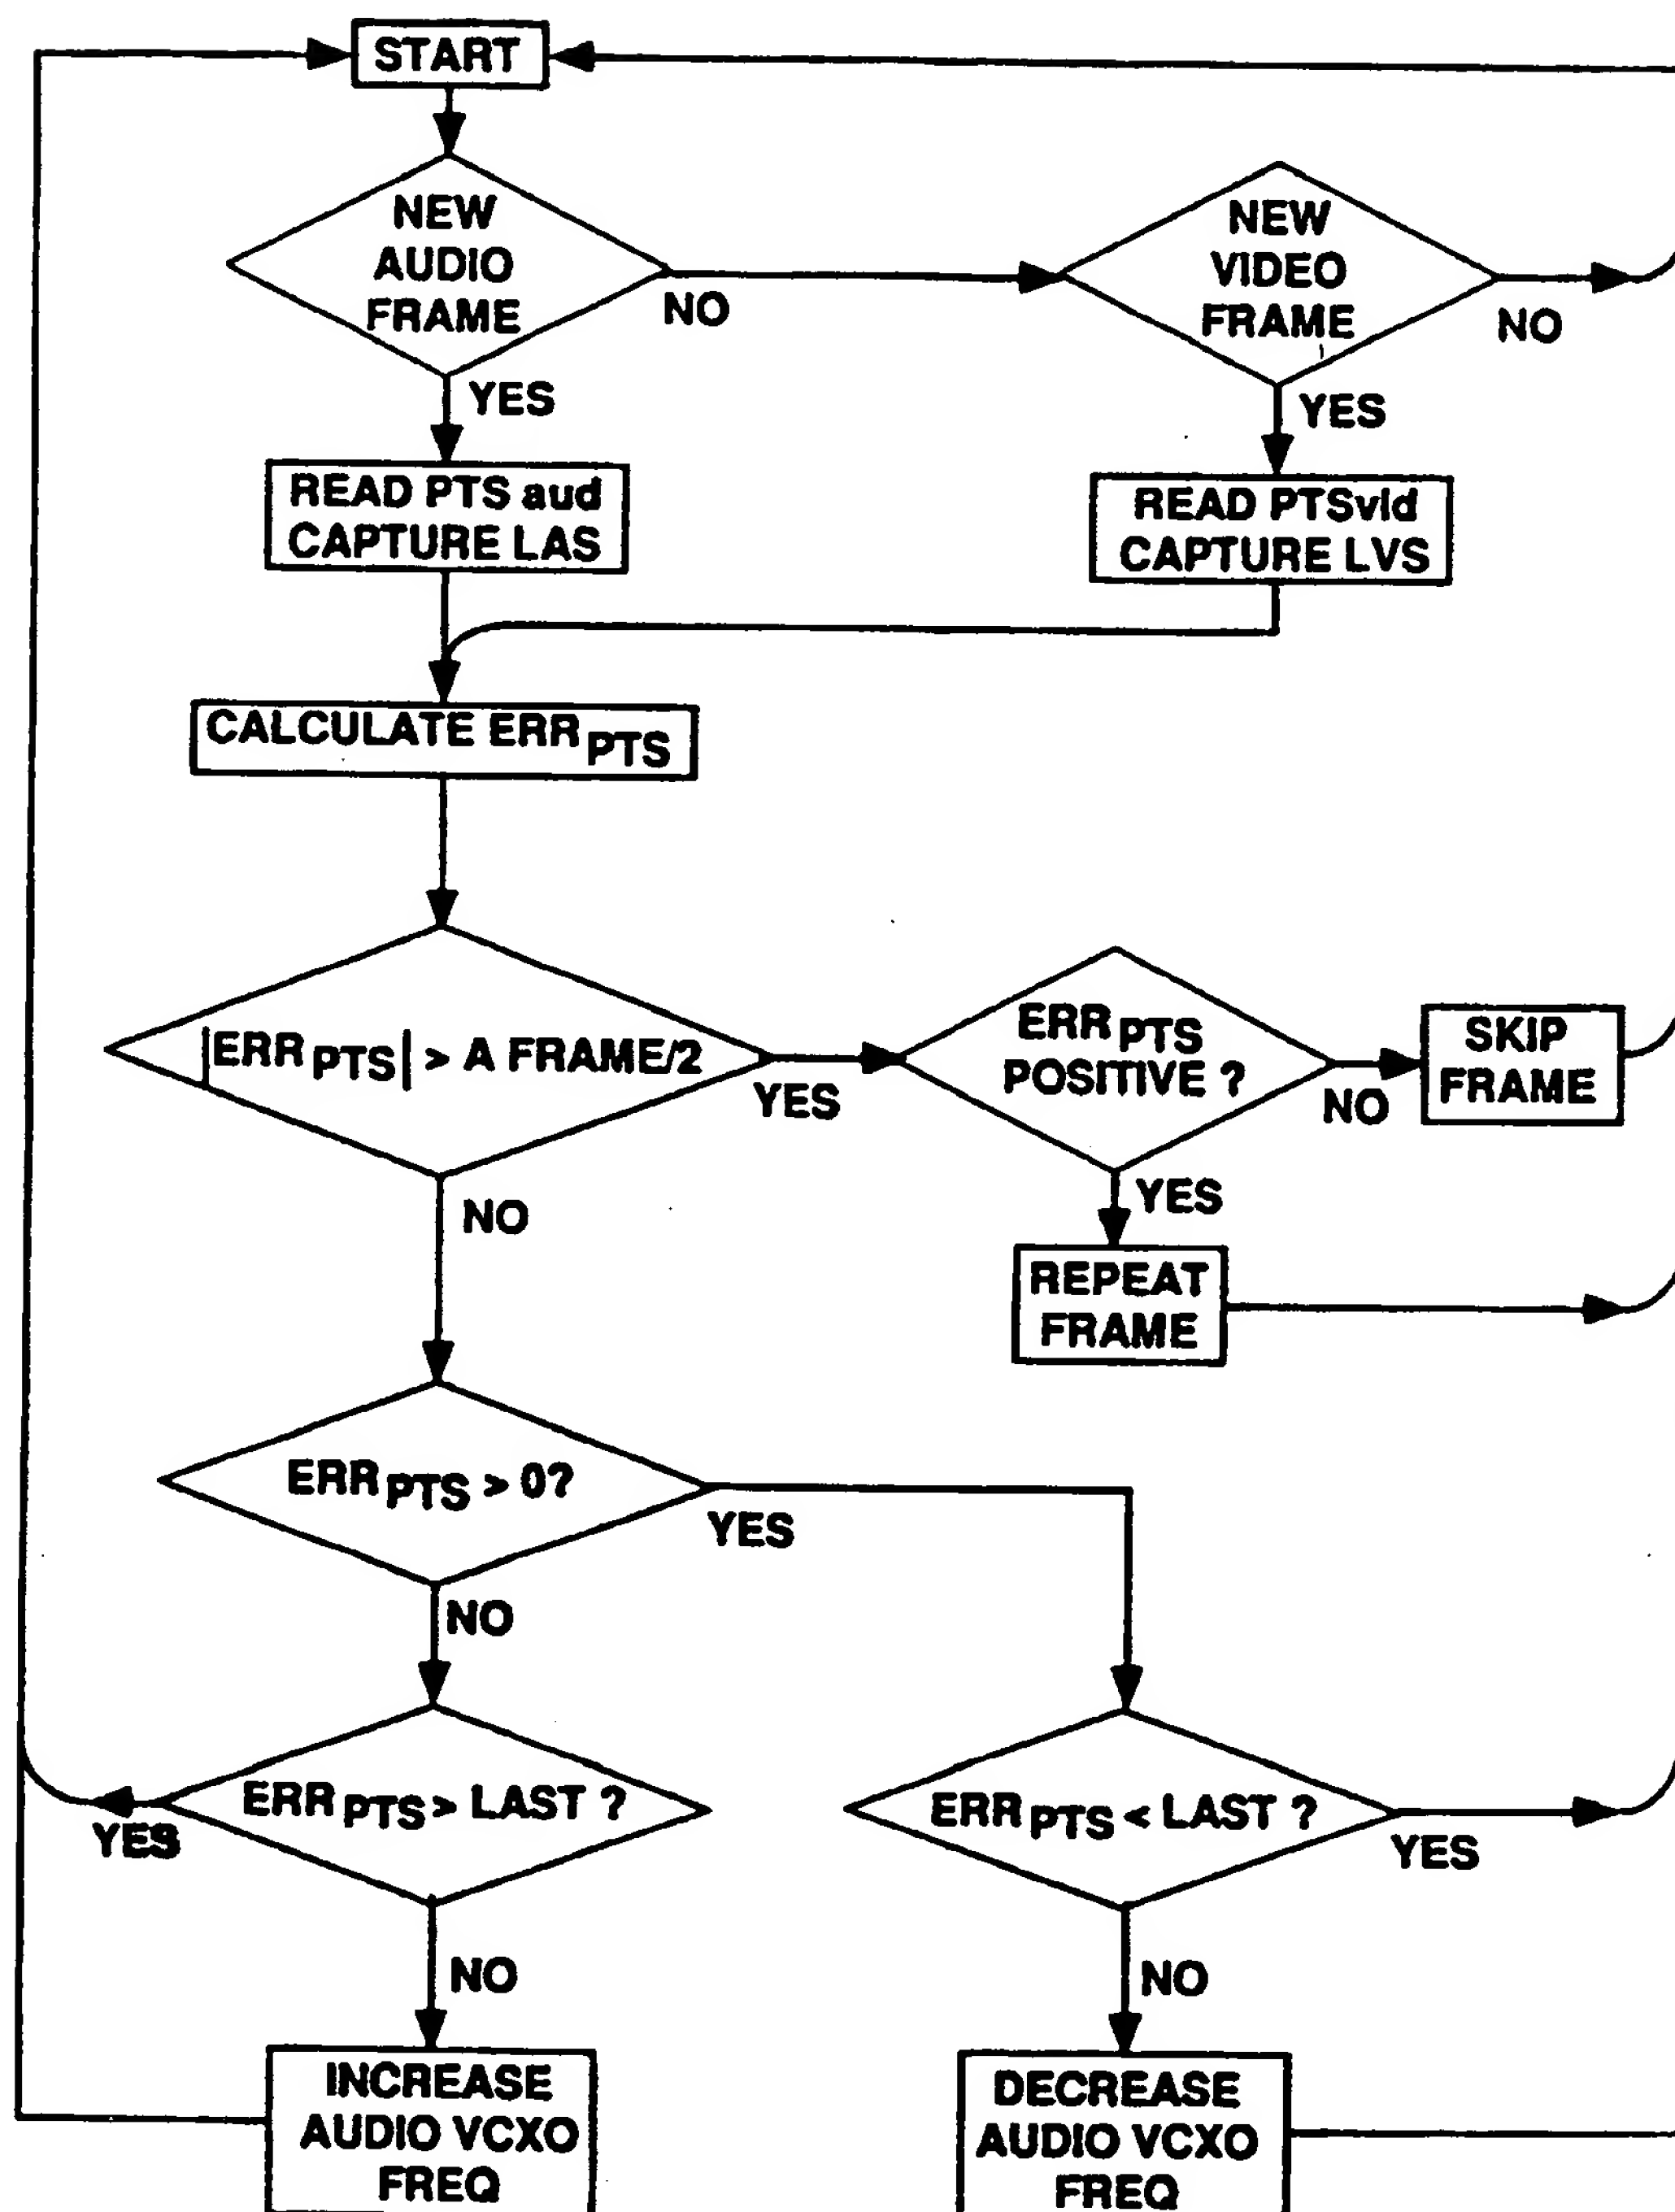 START
NEW
AUDIO
FRAME
NO
NEW
VIDEO
FRAME
NO
YES
YES
READ PTS aud
CAPTURE LAS
READ PTSvid
CAPTURE LVS
CALCULATE ERR PTS
|ERR PTS| > A FRAME/2
YES
ERR PTS
POSITIVE ?
NO
SKIP
FRAME
NO
YES
REPEAT
FRAME
ERR PTS > 0?
YES
NO
ERR PTS > LAST ?
YES
ERR PTS < LAST ?
YES
NO
NO
INCREASE
AUDIO VCXO
FREQ
DECREASE
AUDIO VCXO
FREQ